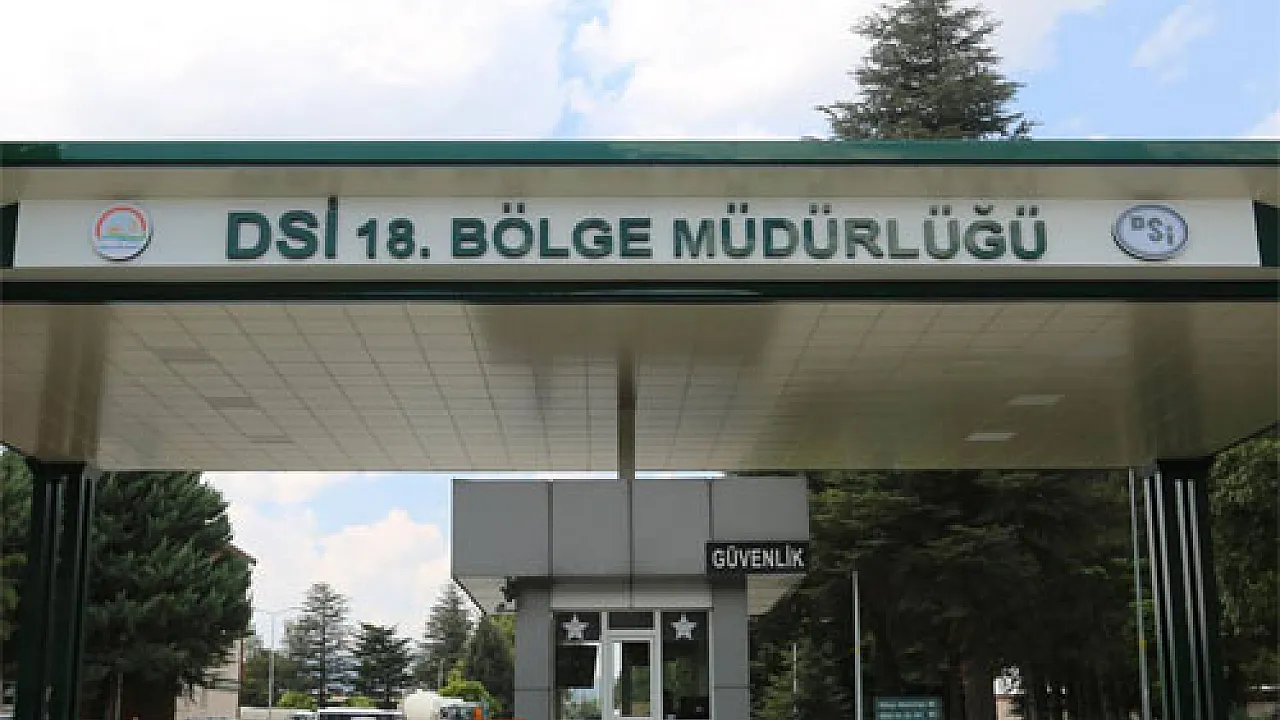 DSİ 18. BÖLGE MÜDÜRLÜĞÜ
DSİ
GÜVENLİK